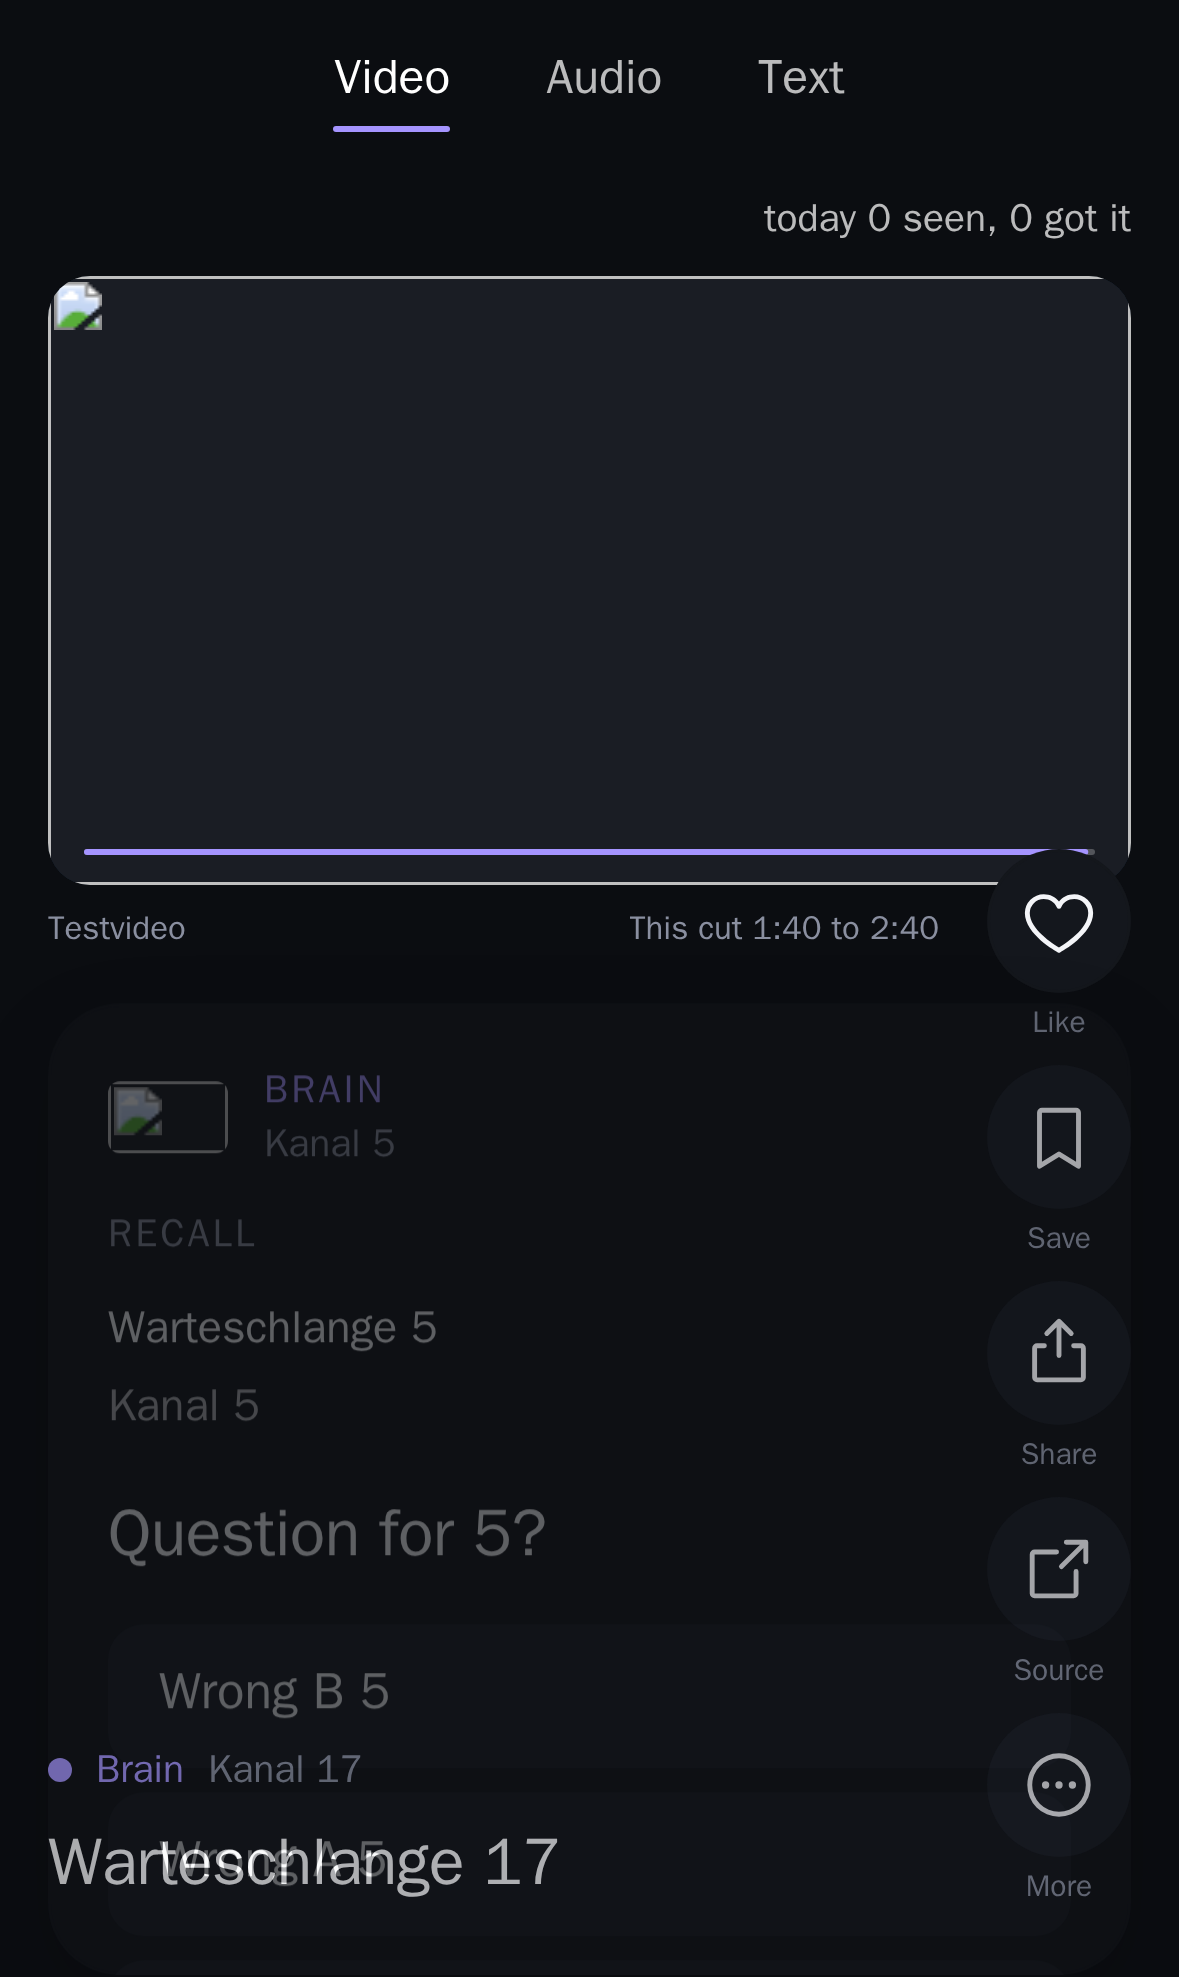 Video Audio Text
today 0 seen, 0 got it
Testvideo This cut 1:40 to 2:40
Like
BRAIN
Kanal 5
RECALL
Save
Warteschlange 5
Kanal 5
Share
Question for 5?
Source
Wrong B 5
Brain Kanal 17
Wrong A 5
Warteschlange 17
More